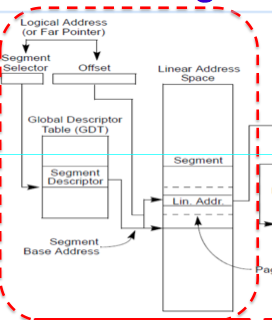 Logical Address
(or Far Pointer)
Segment
Selector
Offset
Linear Address
Space
Global Descriptor
Table (GDT)
Segment
Segment
Descriptor
Lin. Addr.
Segment
Base Address
Pag